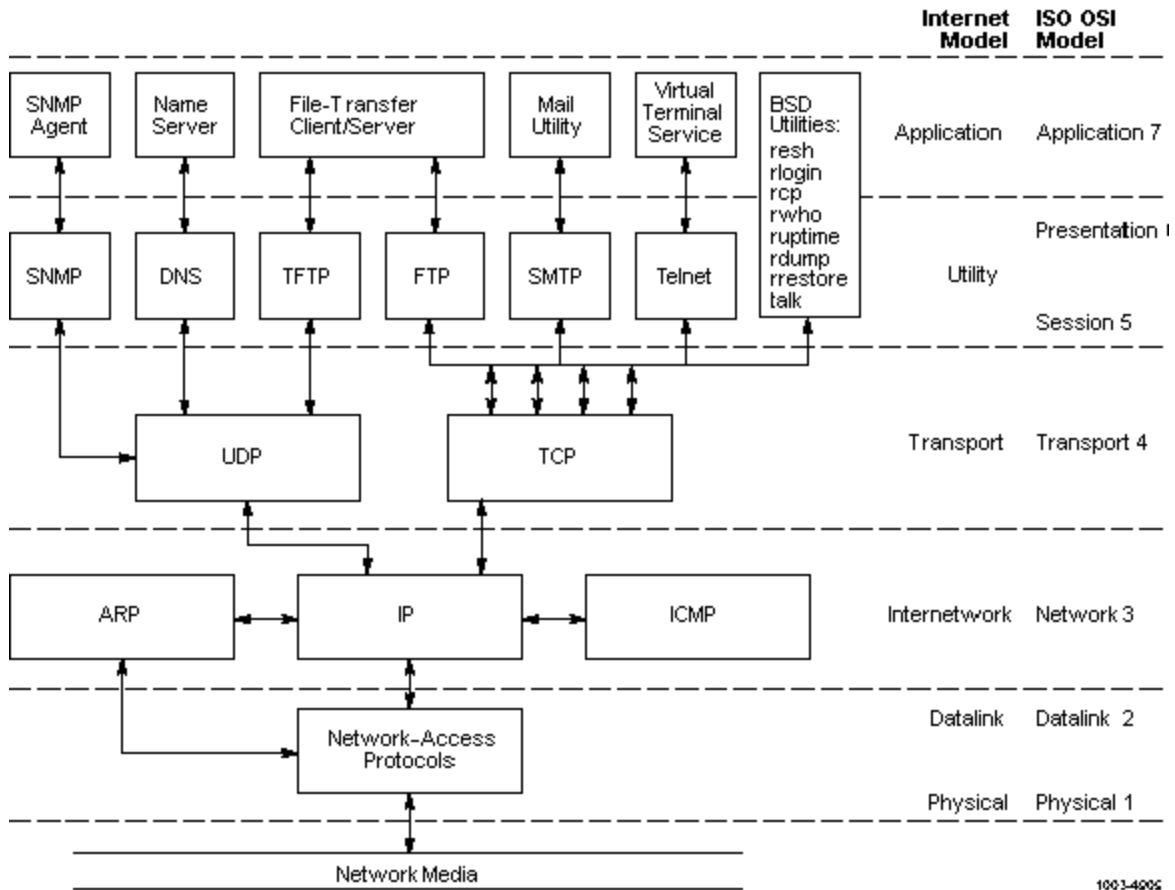 Internet Model
ISO OSI Model
SNMP Agent
Name Server
File-Transfer Client/Server
Mail Utility
Virtual Terminal Service
BSD Utilities:
resh
rlogin
rcp
rwho
ruptime
rdump
rrestore
talk
Application
Application 7
SNMP
DNS
TFTP
FTP
SMTP
Telnet
Presentation
Utility
Session 5
UDP
TCP
Transport
Transport 4
ARP
IP
ICMP
Internetwork
Network 3
Network-Access Protocols
Datalink
Datalink 2
Physical
Physical 1
Network Media